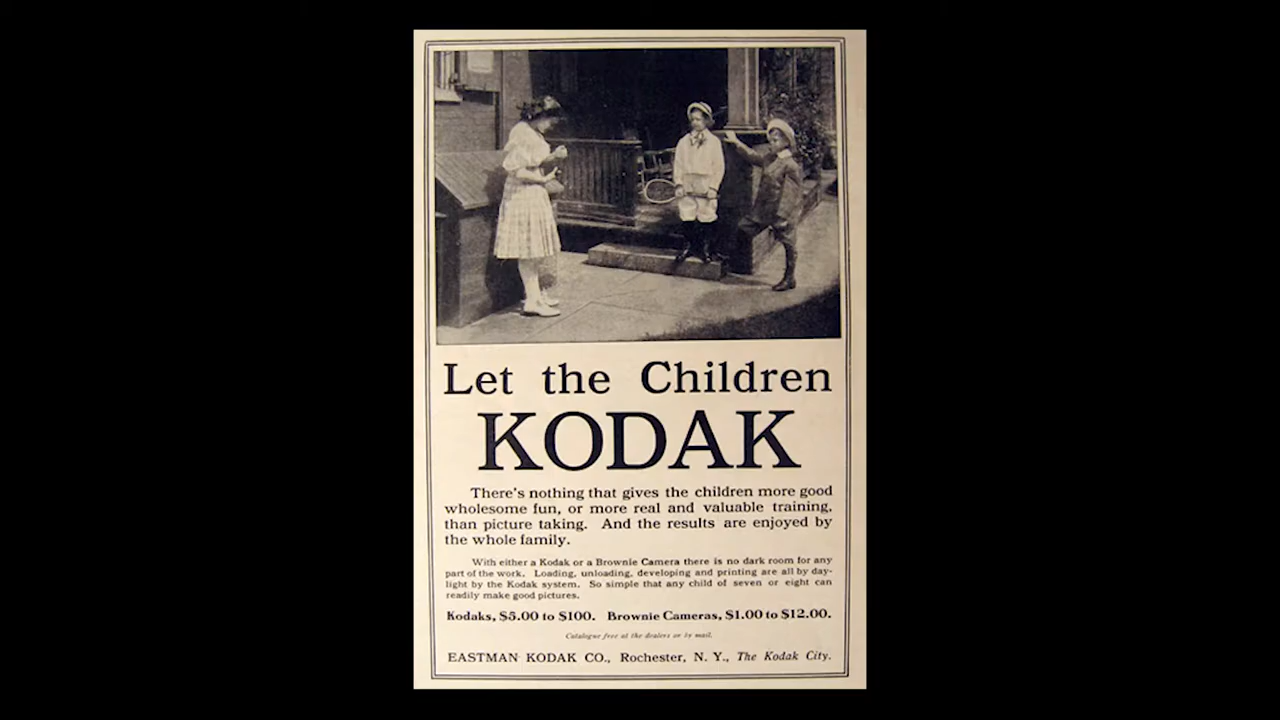 Let the Children
KODAK
There's nothing that gives the children more good
wholesome fun, or more real and valuable training,
than picture taking. And the results are enjoyed by
the whole family.
With either a Kodak or a Brownie Camera there is no dark room for any
part of the work. Loading, unloading, developing and printing are all by day-
light by the Kodak system. So simple that any child of seven or eight can
readily make good pictures.
Kodaks, $5.00 to $100. Brownie Cameras, $1.00 to $12.00.
Catalogue free at the dealers or by mail.
EASTMAN KODAK CO., Rochester, N. Y., The Kodak City.